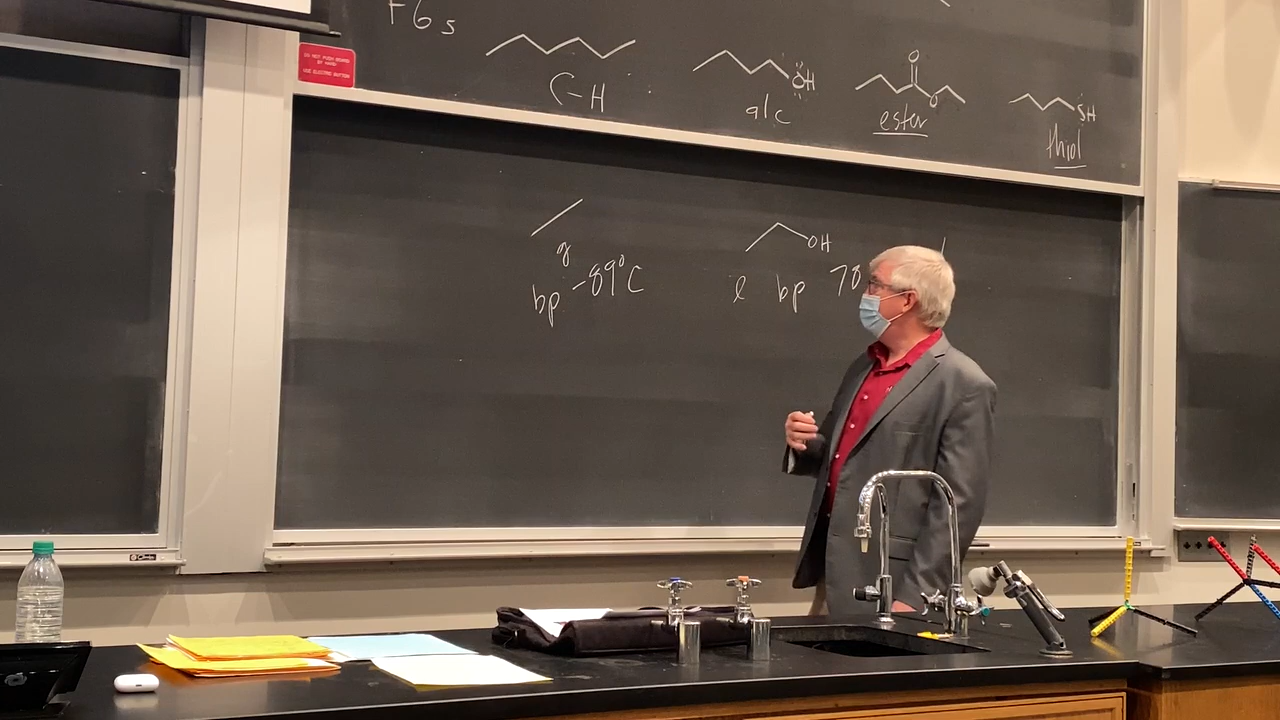 FGs
C-H
OH
alc
O
O
ester
SH
thiol
DO NOT PUSH BOARD
BY HAND
USE ELECTRIC BUTTON
g
bp -89°C
OH
l bp 78